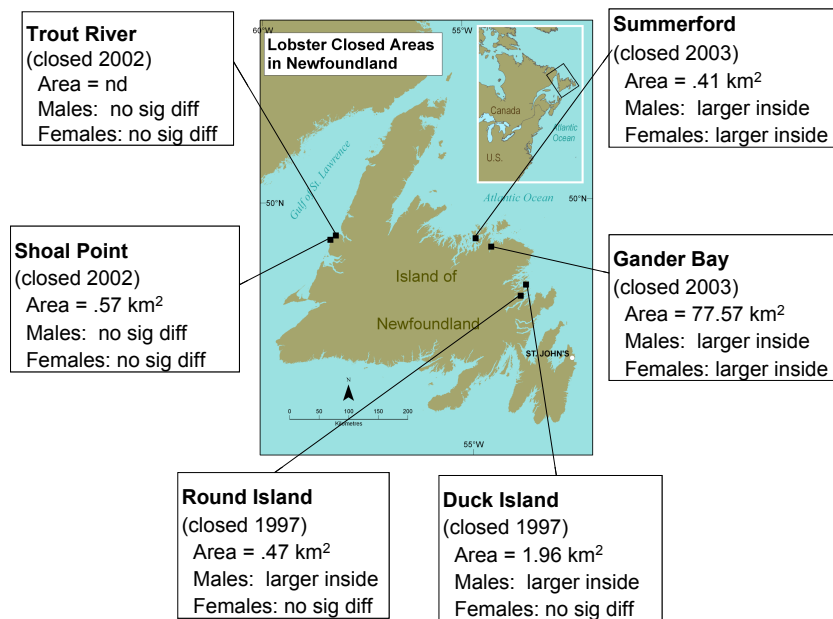 Trout River
(closed 2002)
Area = nd
Males: no sig diff
Females: no sig diff
Summerford
(closed 2003)
Area = .41 km²
Males: larger inside
Females: larger inside
Shoal Point
(closed 2002)
Area = .57 km²
Males: no sig diff
Females: no sig diff
Gander Bay
(closed 2003)
Area = 77.57 km²
Males: larger inside
Females: larger inside
Round Island
(closed 1997)
Area = .47 km²
Males: larger inside
Females: no sig diff
Duck Island
(closed 1997)
Area = 1.96 km²
Males: larger inside
Females: no sig diff
60°W
55°W
Lobster Closed Areas
in Newfoundland
Canada
U.S.
Atlantic
Ocean
Gulf of St. Lawrence
Atlantic Ocean
50°N
50°N
Island of
Newfoundland
ST. JOHN'S
N
0 50 100 150 200
Kilometres
55°W